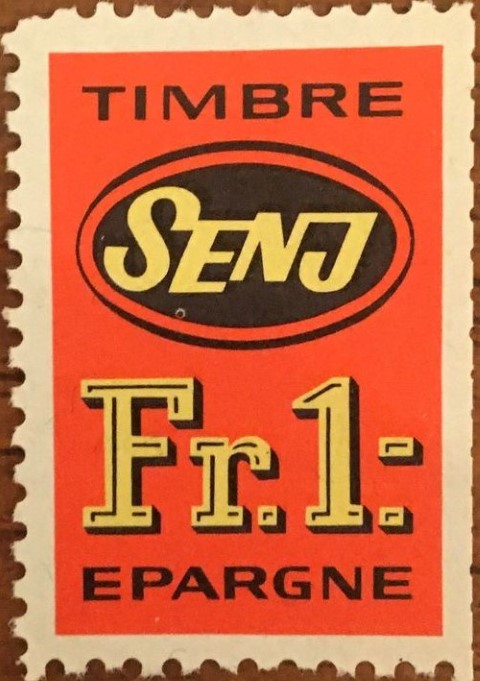 TIMBRE
SENJ
Fr.1:-
EPARGNE